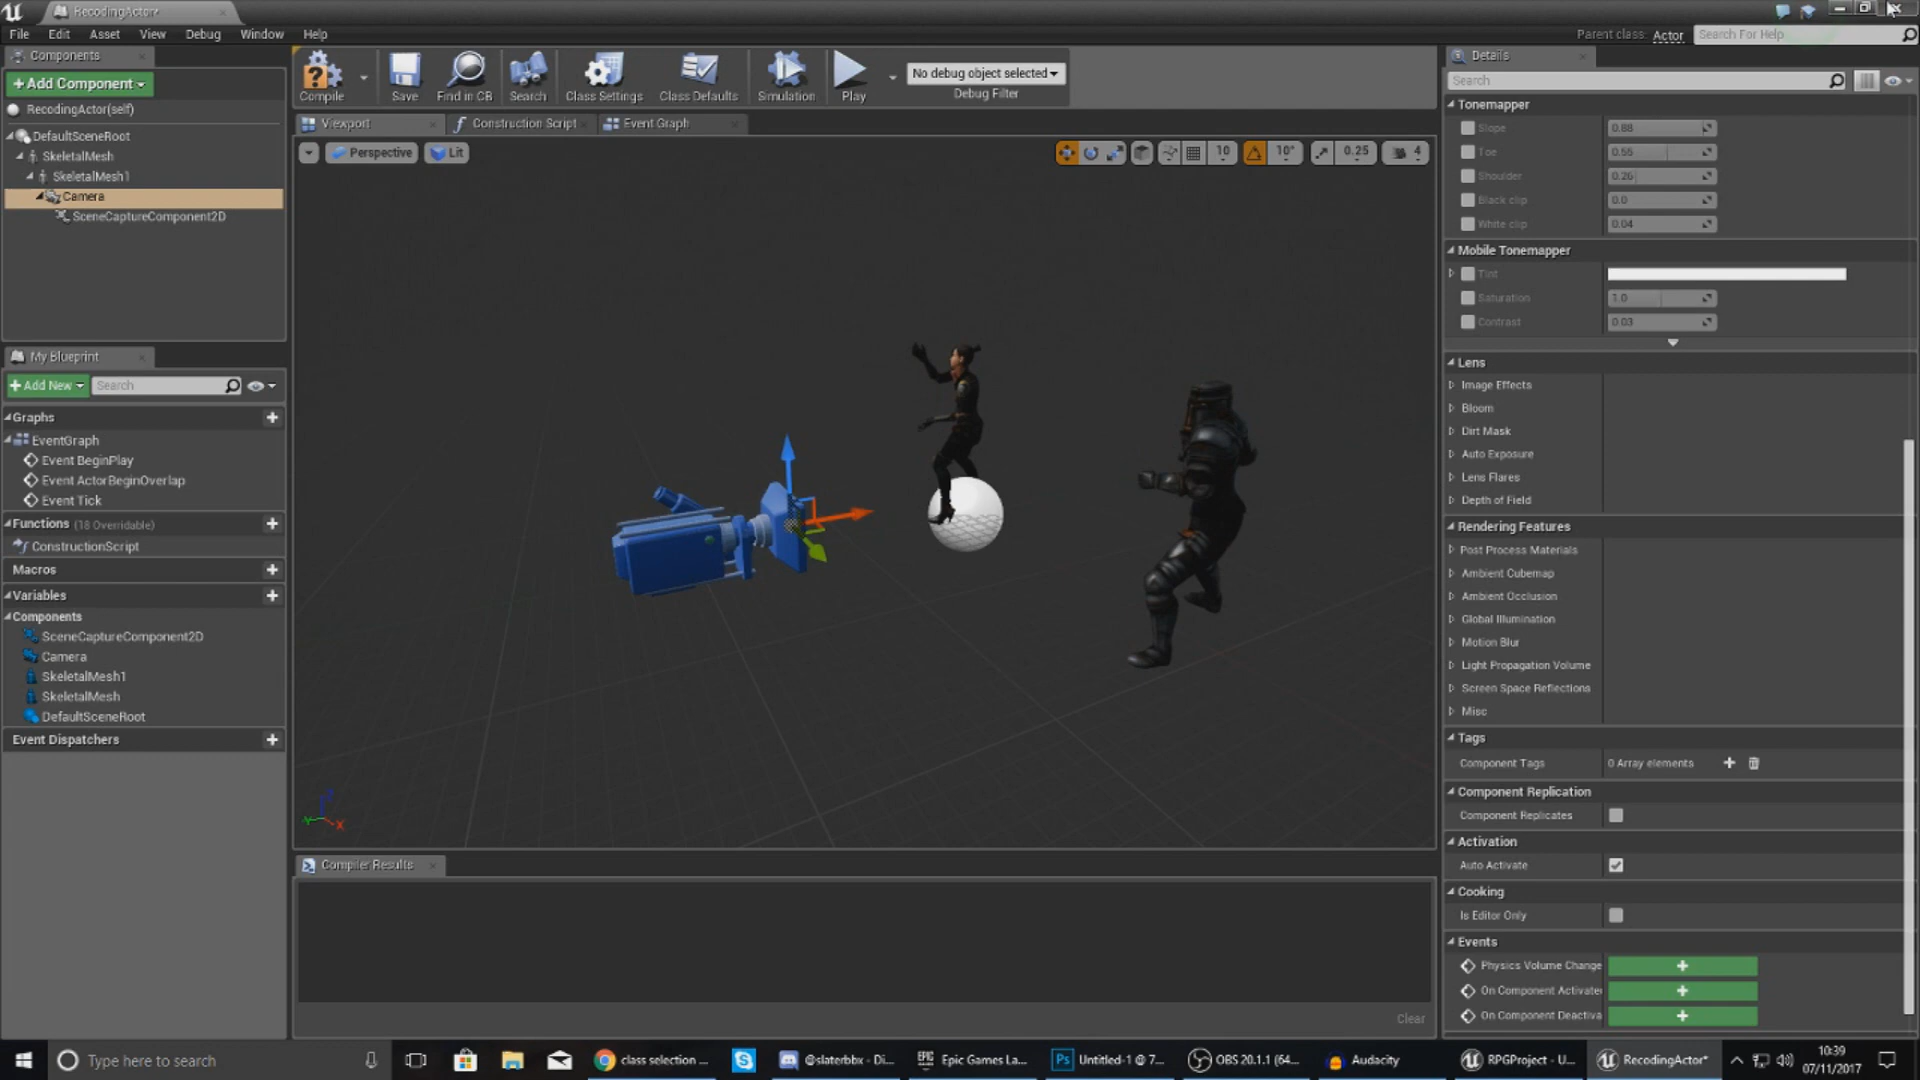 RecodingActor*
File Edit Asset View Debug Window Help
Parent class: Actor
Search For Help
Components
+ Add Component
RecodingActor(self)
DefaultSceneRoot
SkeletalMesh
SkeletalMesh1
Camera
SceneCaptureComponent2D
My Blueprint
+ Add New
Search
Graphs
EventGraph
Event BeginPlay
Event ActorBeginOverlap
Event Tick
Functions (18 Overridable)
ConstructionScript
Macros
Variables
Components
SceneCaptureComponent2D
Camera
SkeletalMesh1
SkeletalMesh
DefaultSceneRoot
Event Dispatchers
Compile
Save
Find in CB
Search
Class Settings
Class Defaults
Simulation
Play
No debug object selected
Debug Filter
Viewport
Construction Script
Event Graph
Perspective
Lit
10
10°
0.25
4
Z
X
Compiler Results
Clear
Details
Search
Tonemapper
Slope 0.88
Toe 0.55
Shoulder 0.26
Black clip 0.0
White clip 0.04
Mobile Tonemapper
Tint
Saturation 1.0
Contrast 0.03
Lens
Image Effects
Bloom
Dirt Mask
Auto Exposure
Lens Flares
Depth of Field
Rendering Features
Post Process Materials
Ambient Cubemap
Ambient Occlusion
Global Illumination
Motion Blur
Light Propagation Volume
Screen Space Reflections
Misc
Tags
Component Tags 0 Array elements
Component Replication
Component Replicates
Activation
Auto Activate
Cooking
Is Editor Only
Events
Physics Volume Change
On Component Activate
On Component Deactiva
Type here to search
class selection ...
@slaterbbx - Di...
Epic Games La...
Untitled-1 @ 7...
OBS 20.1.1 (64...
Audacity
RPGProject - U...
RecodingActor*
10:39
07/11/2017